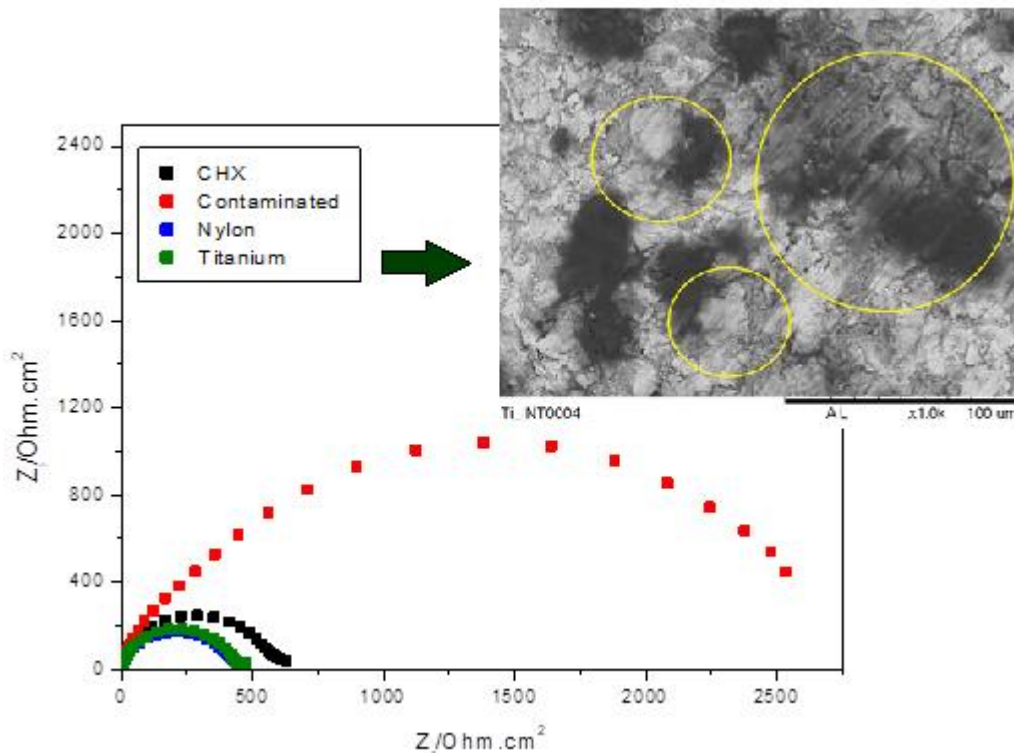 2400
2000
1600
1200
800
400
0
Z/Ohm.cm²
CHX
Contaminated
Nylon
Titanium
Ti_NT0004 AL x1.0k 100 um
0 500 1000 1500 2000 2500
Z/Ohm.cm²